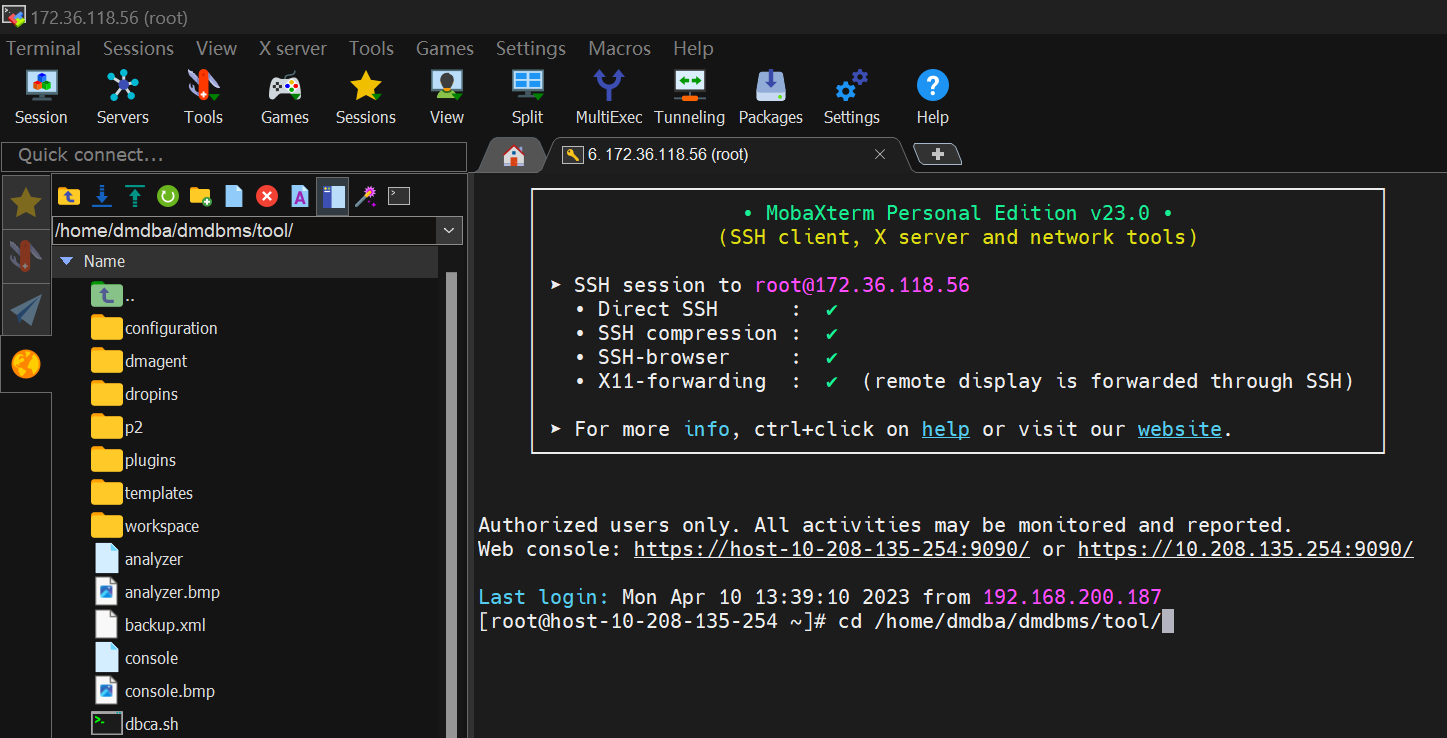 172.36.118.56 (root)
Terminal Sessions View X server Tools Games Settings Macros Help
Session Servers Tools Games Sessions View Split MultiExec Tunneling Packages Settings Help
Quick connect...
6. 172.36.118.56 (root)
/home/dmdba/dmdbms/tool/
Name
..
configuration
dmagent
dropins
p2
plugins
templates
workspace
analyzer
analyzer.bmp
backup.xml
console
console.bmp
dbca.sh
• MobaXterm Personal Edition v23.0 •
(SSH client, X server and network tools)
➤ SSH session to root@172.36.118.56
• Direct SSH : ✔
• SSH compression : ✔
• SSH-browser : ✔
• X11-forwarding : ✔ (remote display is forwarded through SSH)
➤ For more info, ctrl+click on help or visit our website.
Authorized users only. All activities may be monitored and reported.
Web console: https://host-10-208-135-254:9090/ or https://10.208.135.254:9090/
Last login: Mon Apr 10 13:39:10 2023 from 192.168.200.187
[root@host-10-208-135-254 ~]# cd /home/dmdba/dmdbms/tool/